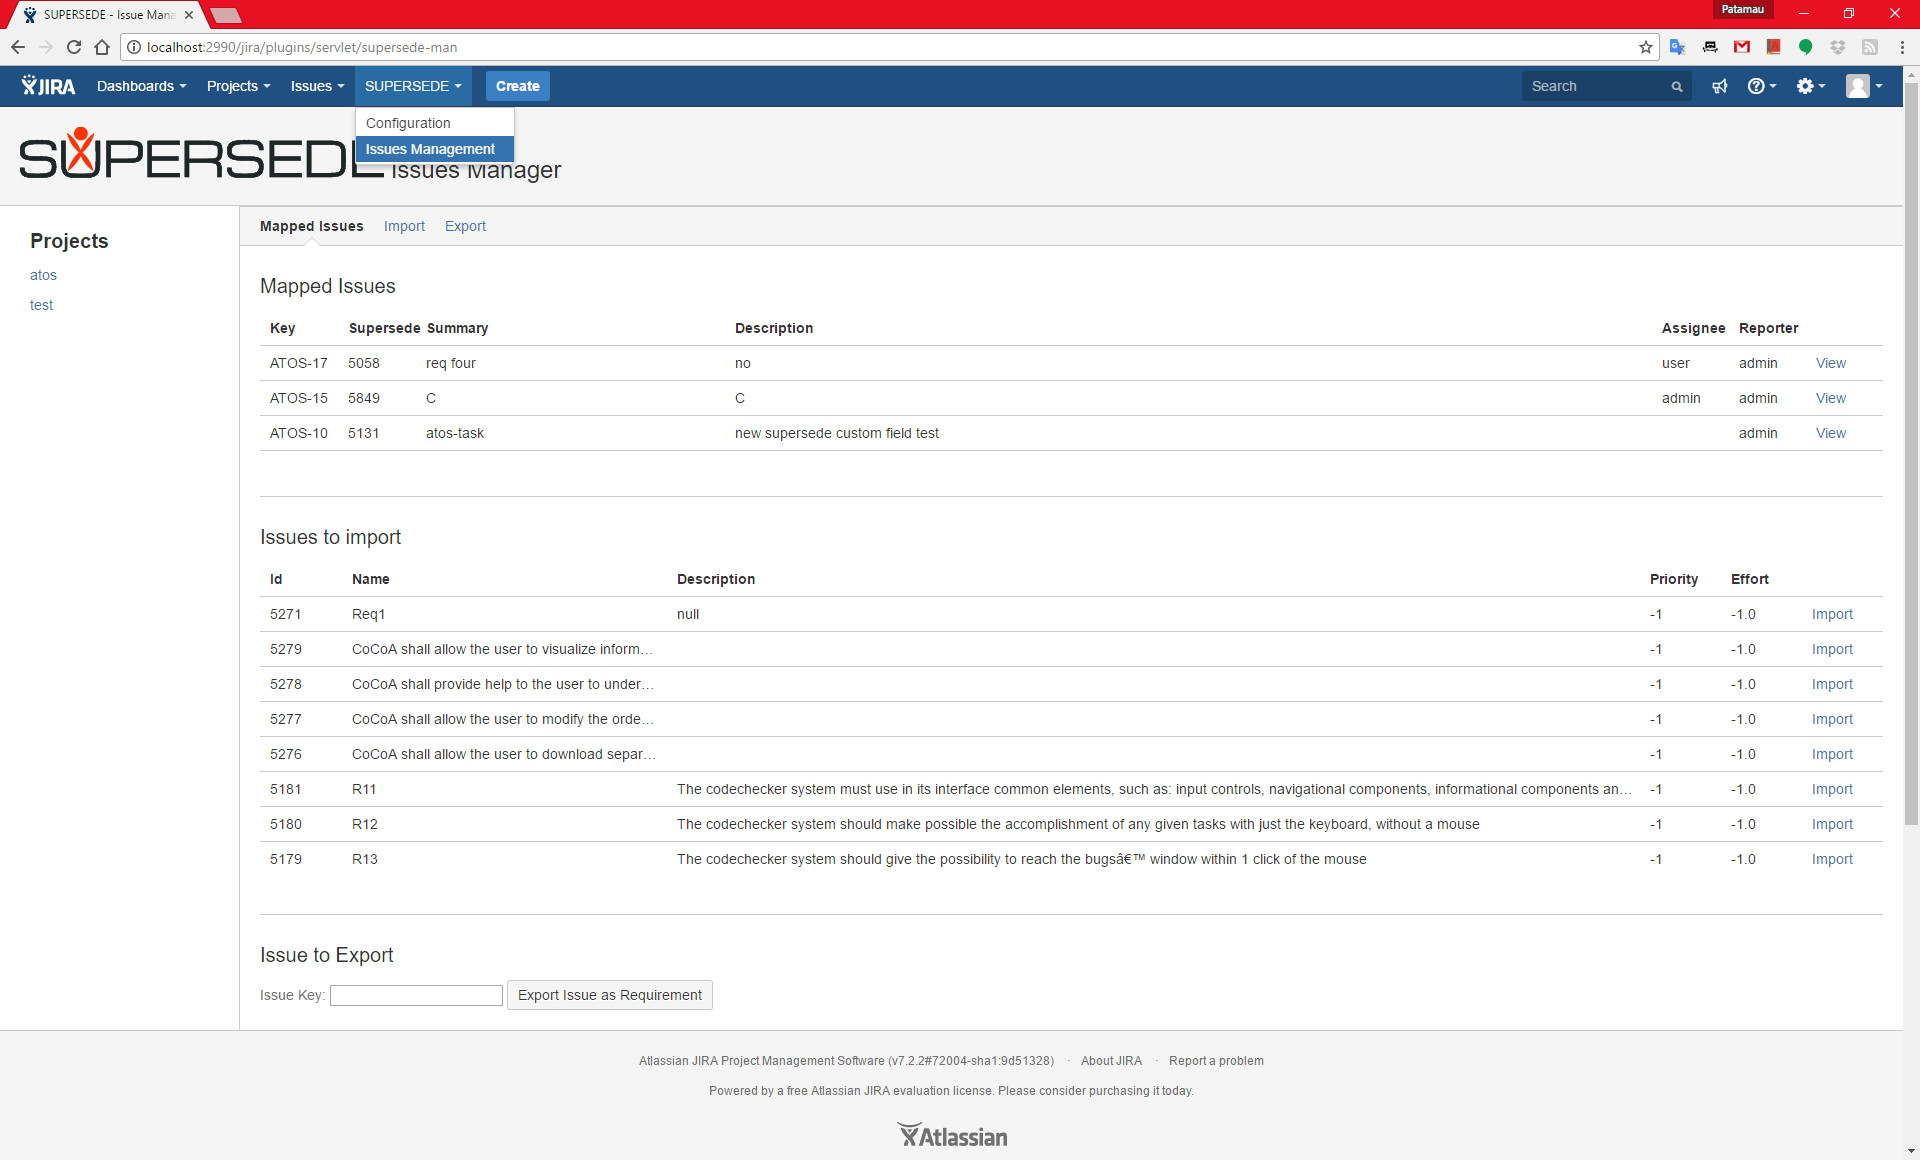 SUPERSEDE - Issue Mana
Patamau
localhost:2990/jira/plugins/servlet/supersede-man
JIRA Dashboards Projects Issues SUPERSEDE Create Search
Configuration
Issues Management
SUPERSEDE Issues Manager
Projects
atos
test
Mapped Issues Import Export
Mapped Issues
Key Supersede Summary Description Assignee Reporter
ATOS-17 5058 req four no user admin View
ATOS-15 5849 C C admin admin View
ATOS-10 5131 atos-task new supersede custom field test admin View
Issues to import
Id Name Description Priority Effort
5271 Req1 null -1 -1.0 Import
5279 CoCoA shall allow the user to visualize inform… -1 -1.0 Import
5278 CoCoA shall provide help to the user to under… -1 -1.0 Import
5277 CoCoA shall allow the user to modify the orde… -1 -1.0 Import
5276 CoCoA shall allow the user to download separ… -1 -1.0 Import
5181 R11 The codechecker system must use in its interface common elements, such as: input controls, navigational components, informational components an… -1 -1.0 Import
5180 R12 The codechecker system should make possible the accomplishment of any given tasks with just the keyboard, without a mouse -1 -1.0 Import
5179 R13 The codechecker system should give the possibility to reach the bugsâ€™ window within 1 click of the mouse -1 -1.0 Import
Issue to Export
Issue Key: Export Issue as Requirement
Atlassian JIRA Project Management Software (v7.2.2#72004-sha1:9d51328) · About JIRA · Report a problem
Powered by a free Atlassian JIRA evaluation license. Please consider purchasing it today.
Atlassian